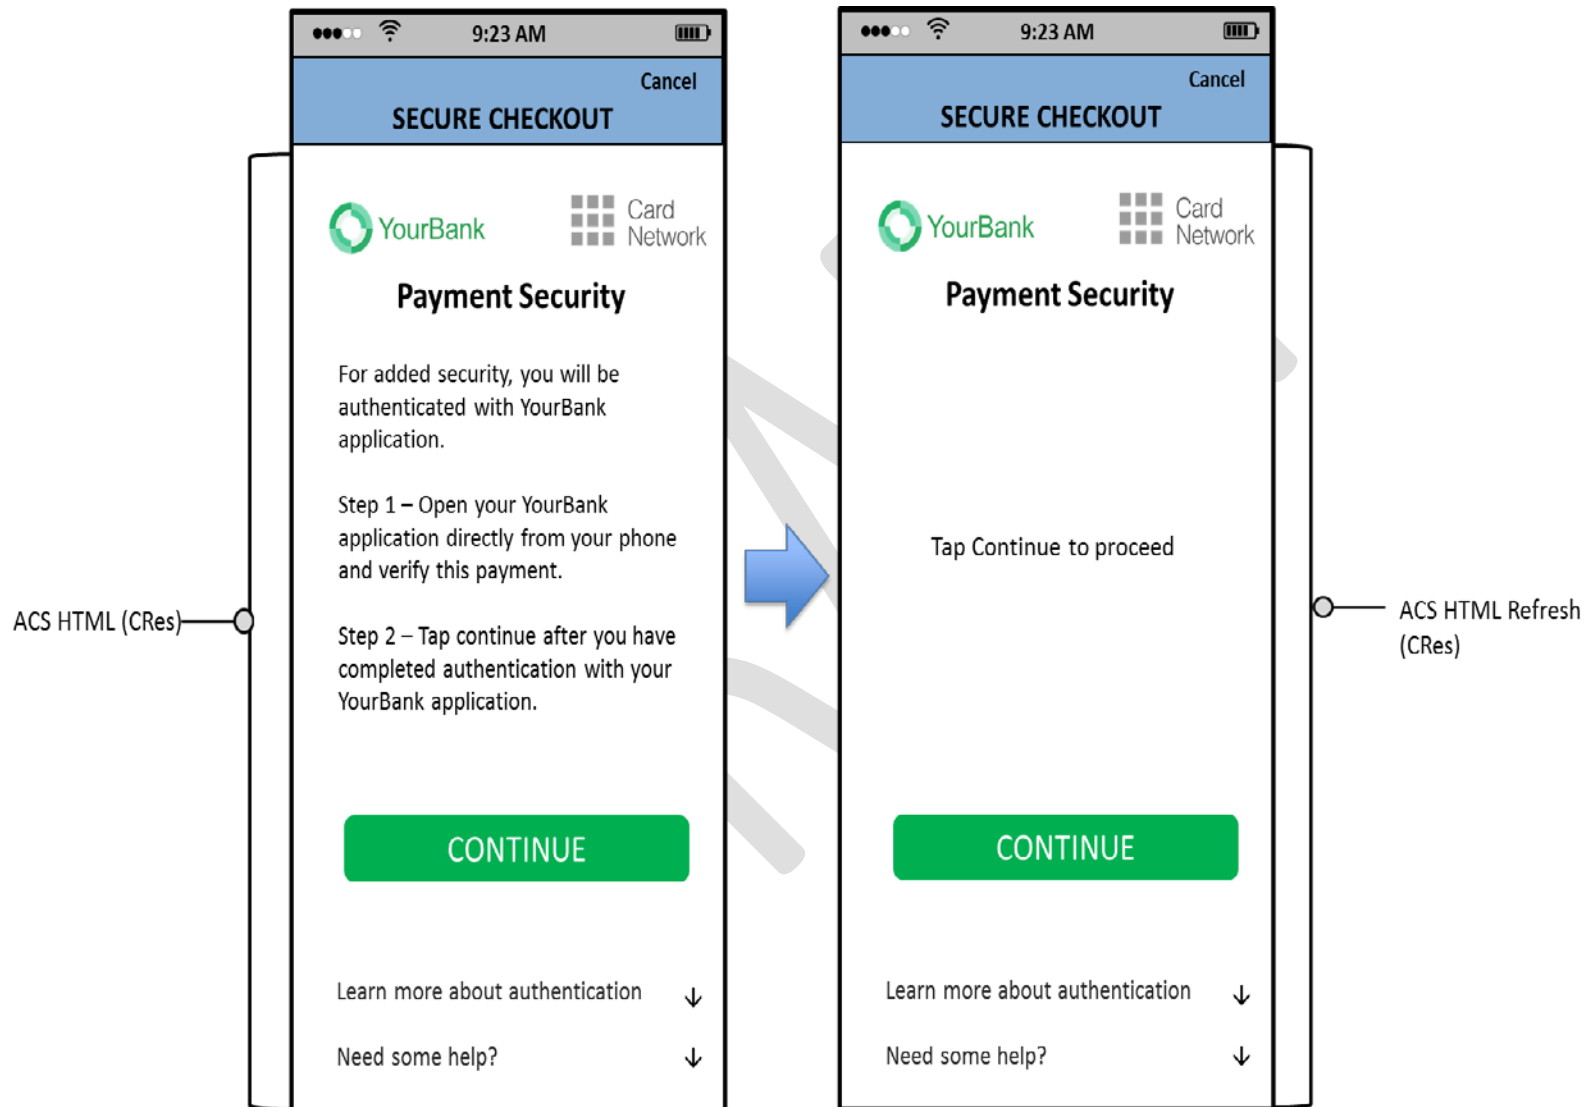 9:23 AM
Cancel
SECURE CHECKOUT
YourBank
Card
Network
Payment Security
For added security, you will be
authenticated with YourBank
application.
Step 1 – Open your YourBank
application directly from your phone
and verify this payment.
Step 2 – Tap continue after you have
completed authentication with your
YourBank application.
CONTINUE
Learn more about authentication
Need some help?
ACS HTML (CRes)
9:23 AM
Cancel
SECURE CHECKOUT
YourBank
Card
Network
Payment Security
Tap Continue to proceed
CONTINUE
Learn more about authentication
Need some help?
ACS HTML Refresh
(CRes)